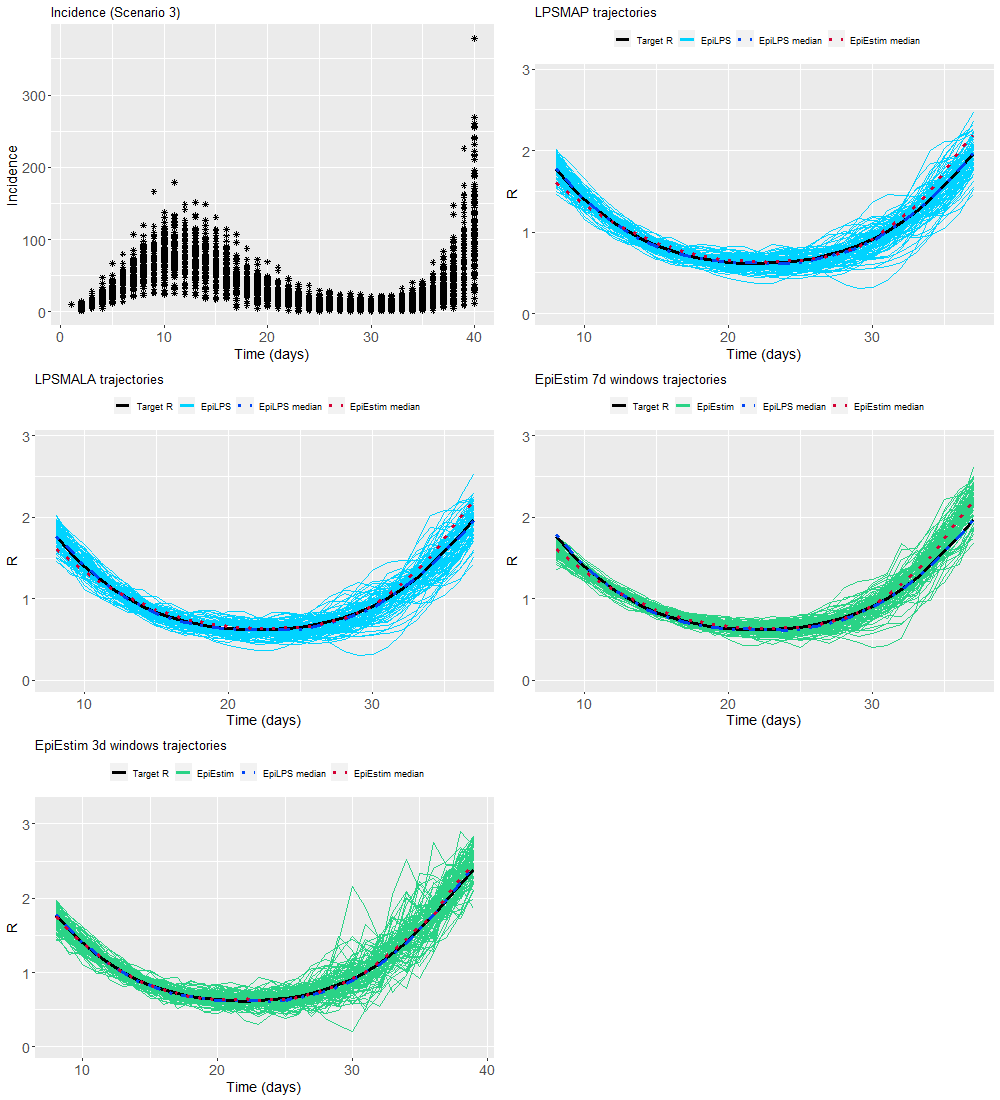 Incidence (Scenario 3)
Incidence
300
200
100
0
0 10 20 30 40
Time (days)
LPSMAP trajectories
Target R EpiLPS EpiLPS median EpiEstim median
R
3
2
1
0
10 20 30
Time (days)
LPSMALA trajectories
Target R EpiLPS EpiLPS median EpiEstim median
R
3
2
1
0
10 20 30
Time (days)
EpiEstim 7d windows trajectories
Target R EpiEstim EpiLPS median EpiEstim median
R
3
2
1
0
10 20 30
Time (days)
EpiEstim 3d windows trajectories
Target R EpiEstim EpiLPS median EpiEstim median
R
3
2
1
0
10 20 30 40
Time (days)